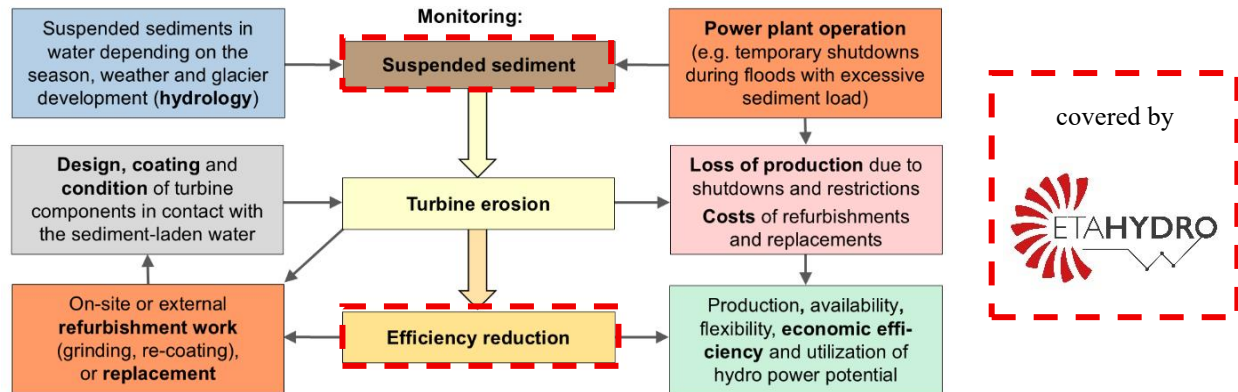 Monitoring:
Suspended sediments in
water depending on the
season, weather and glacier
development (hydrology)
Suspended sediment
Power plant operation
(e.g. temporary shutdowns
during floods with excessive
sediment load)
Design, coating and
condition of turbine
components in contact with
the sediment-laden water
Turbine erosion
Loss of production due to
shutdowns and restrictions
Costs of refurbishments
and replacements
On-site or external
refurbishment work
(grinding, re-coating),
or replacement
Efficiency reduction
Production, availability,
flexibility, economic effi-
ciency and utilization of
hydro power potential
covered by
ETAHYDRO